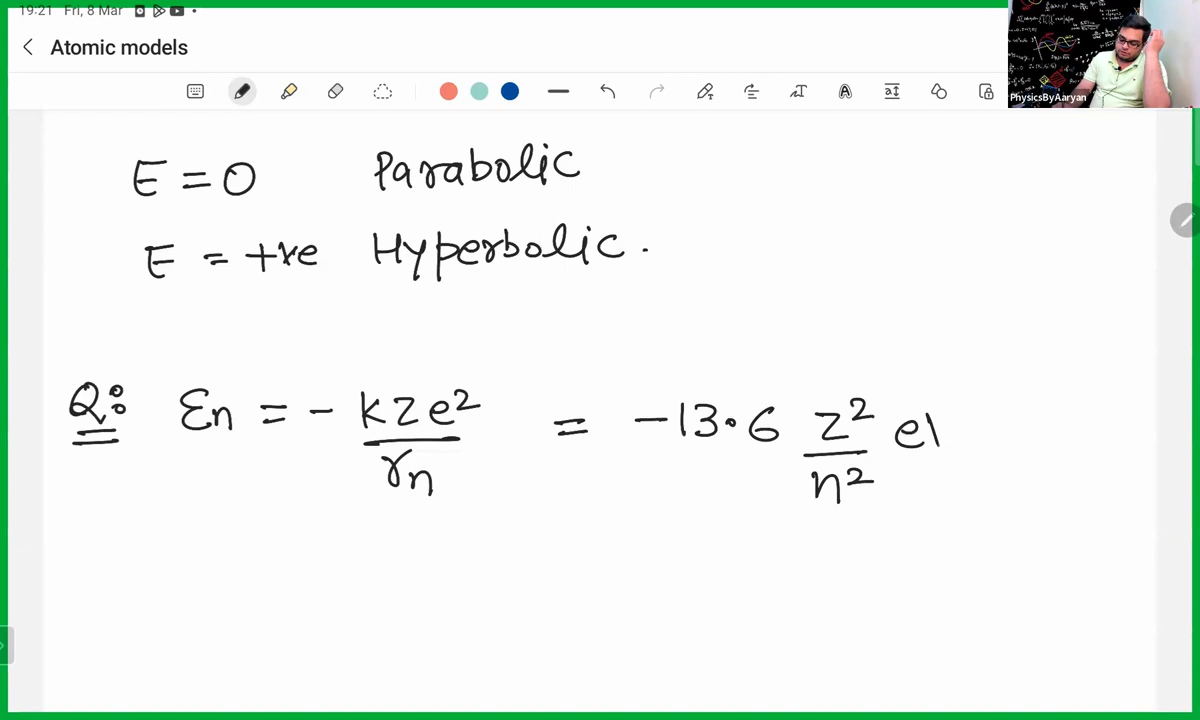 19:21 Fri, 8 Mar
Atomic models
PhysicsByAaryan
E = 0 Parabolic
E = +ve Hyperbolic.
Q: En = - kze²/rn = -13.6 z²/n² e\